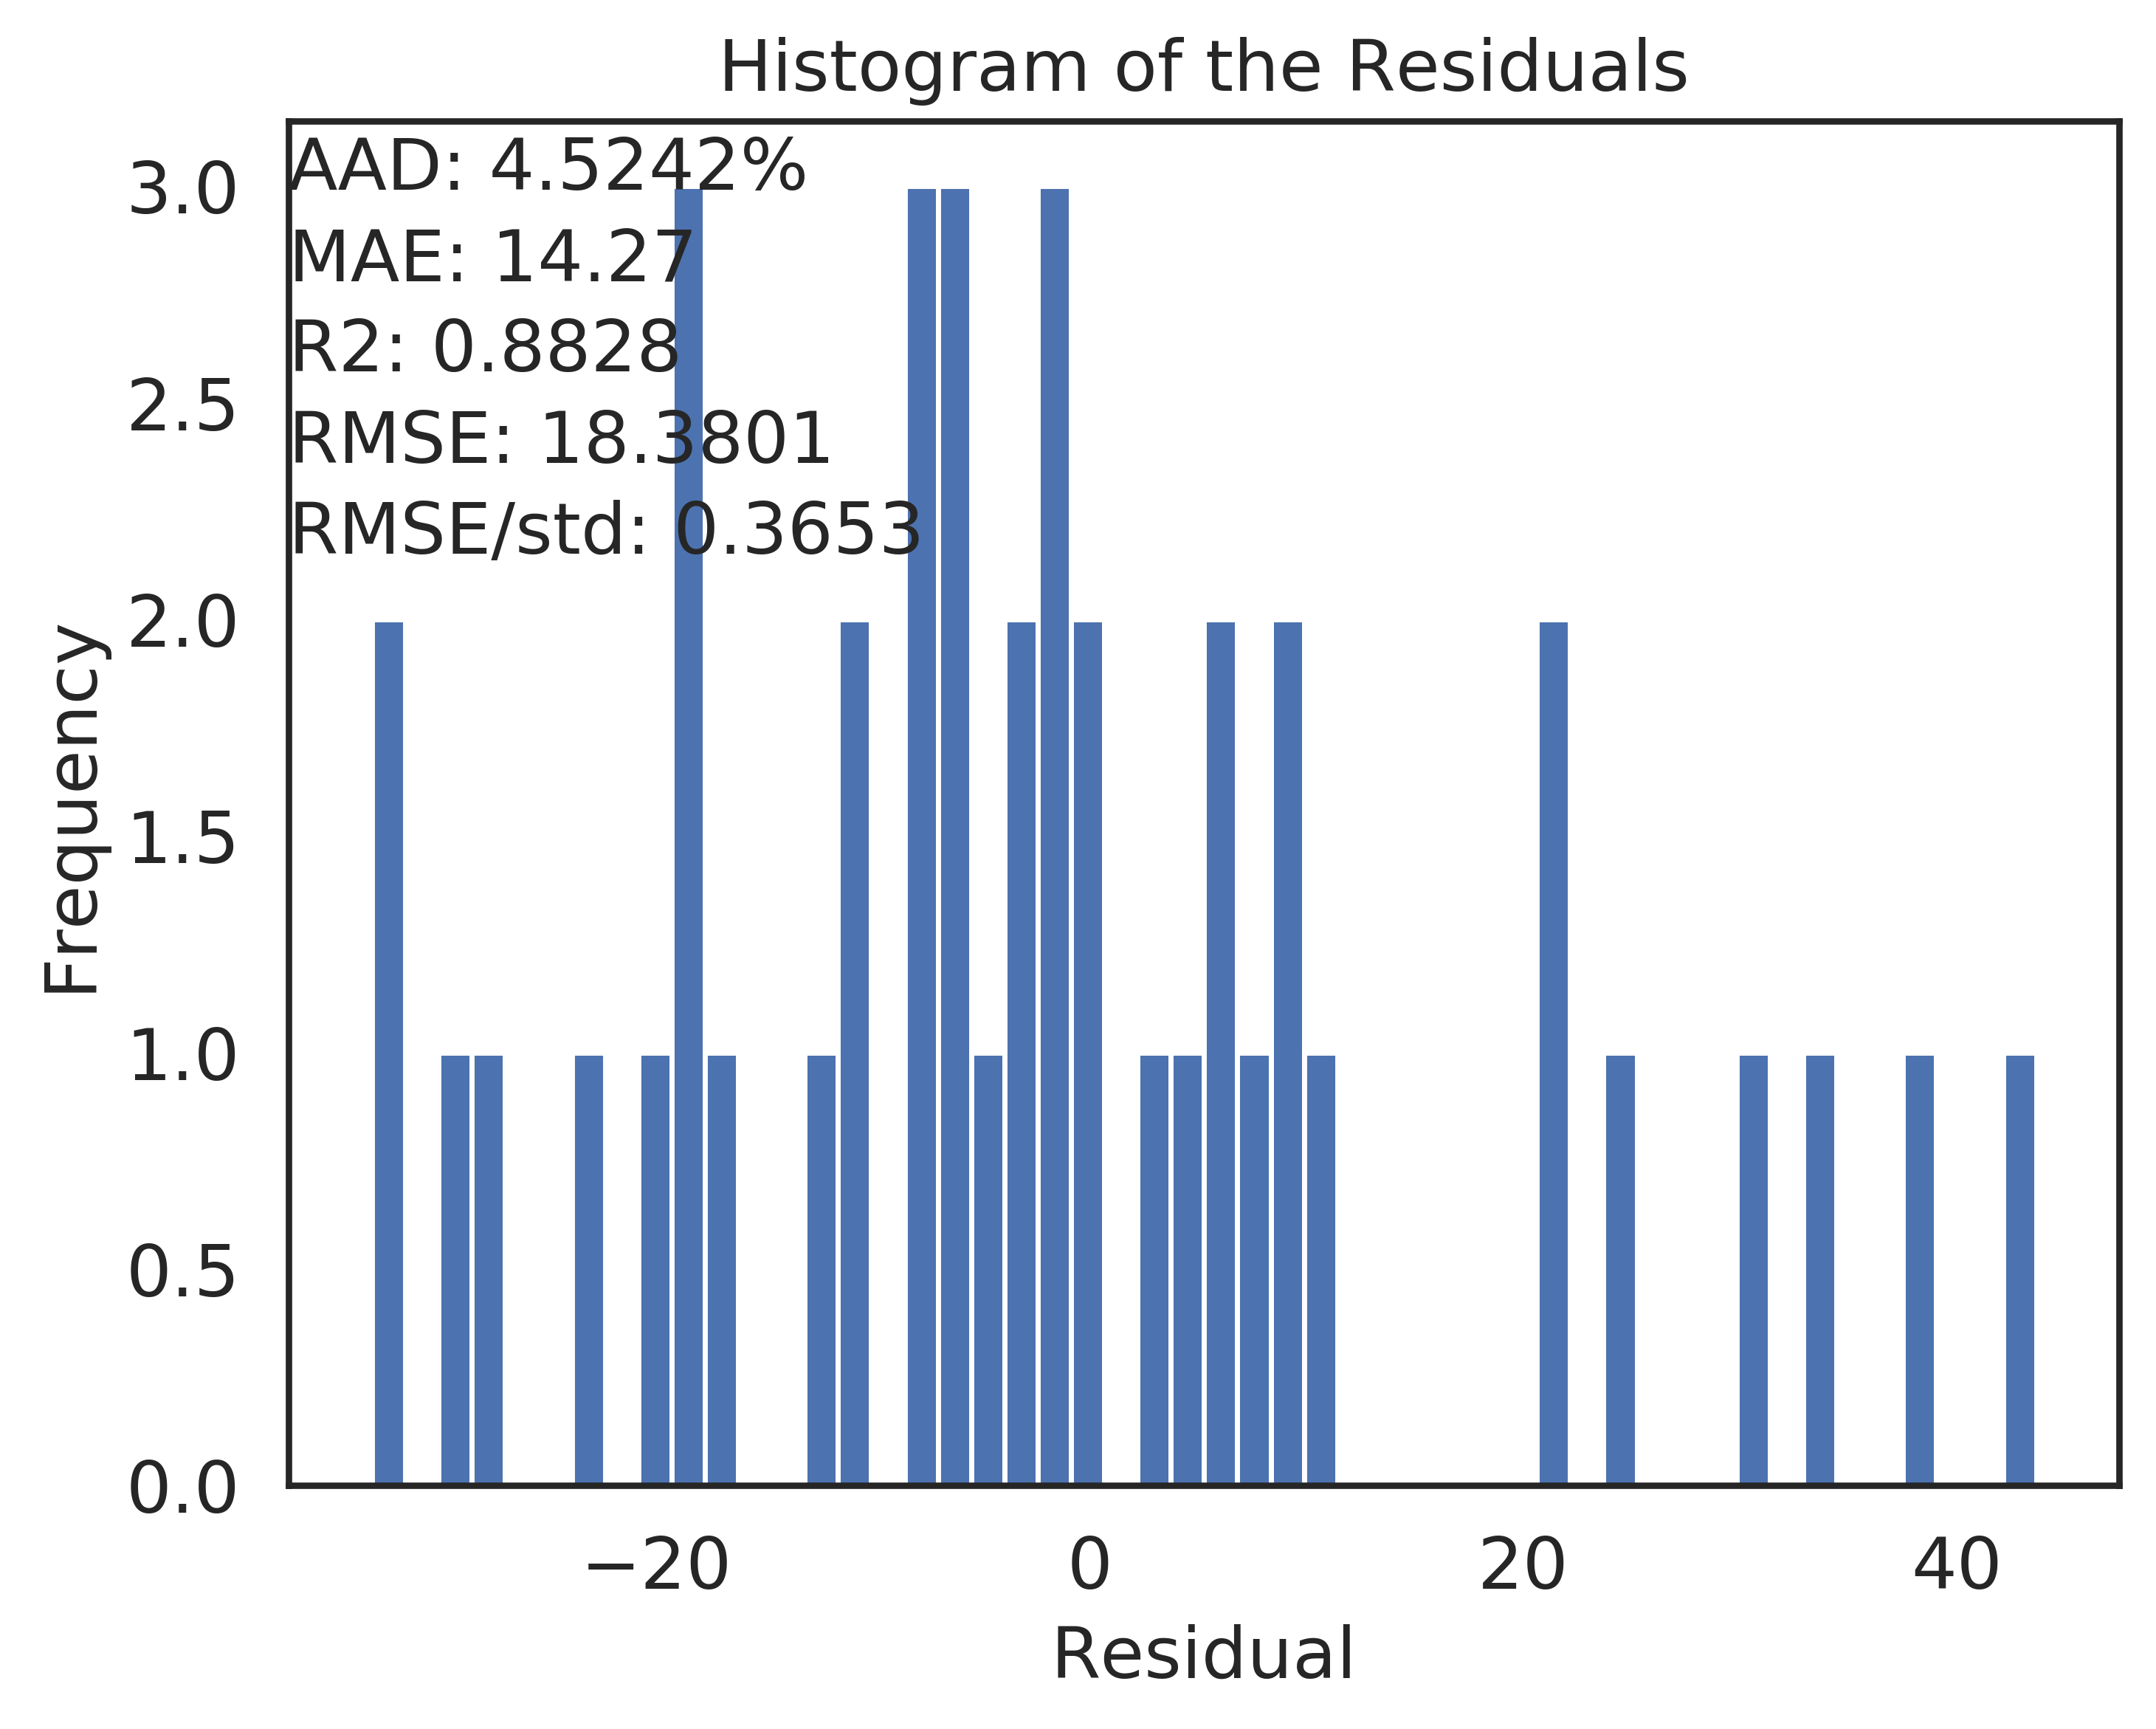 Histogram of the Residuals
AAD: 4.5242%
MAE: 14.27
R2: 0.8828
RMSE: 18.3801
RMSE/std: 0.3653
3.0
2.5
2.0
1.5
1.0
0.5
0.0
Frequency
−20 0 20 40
Residual